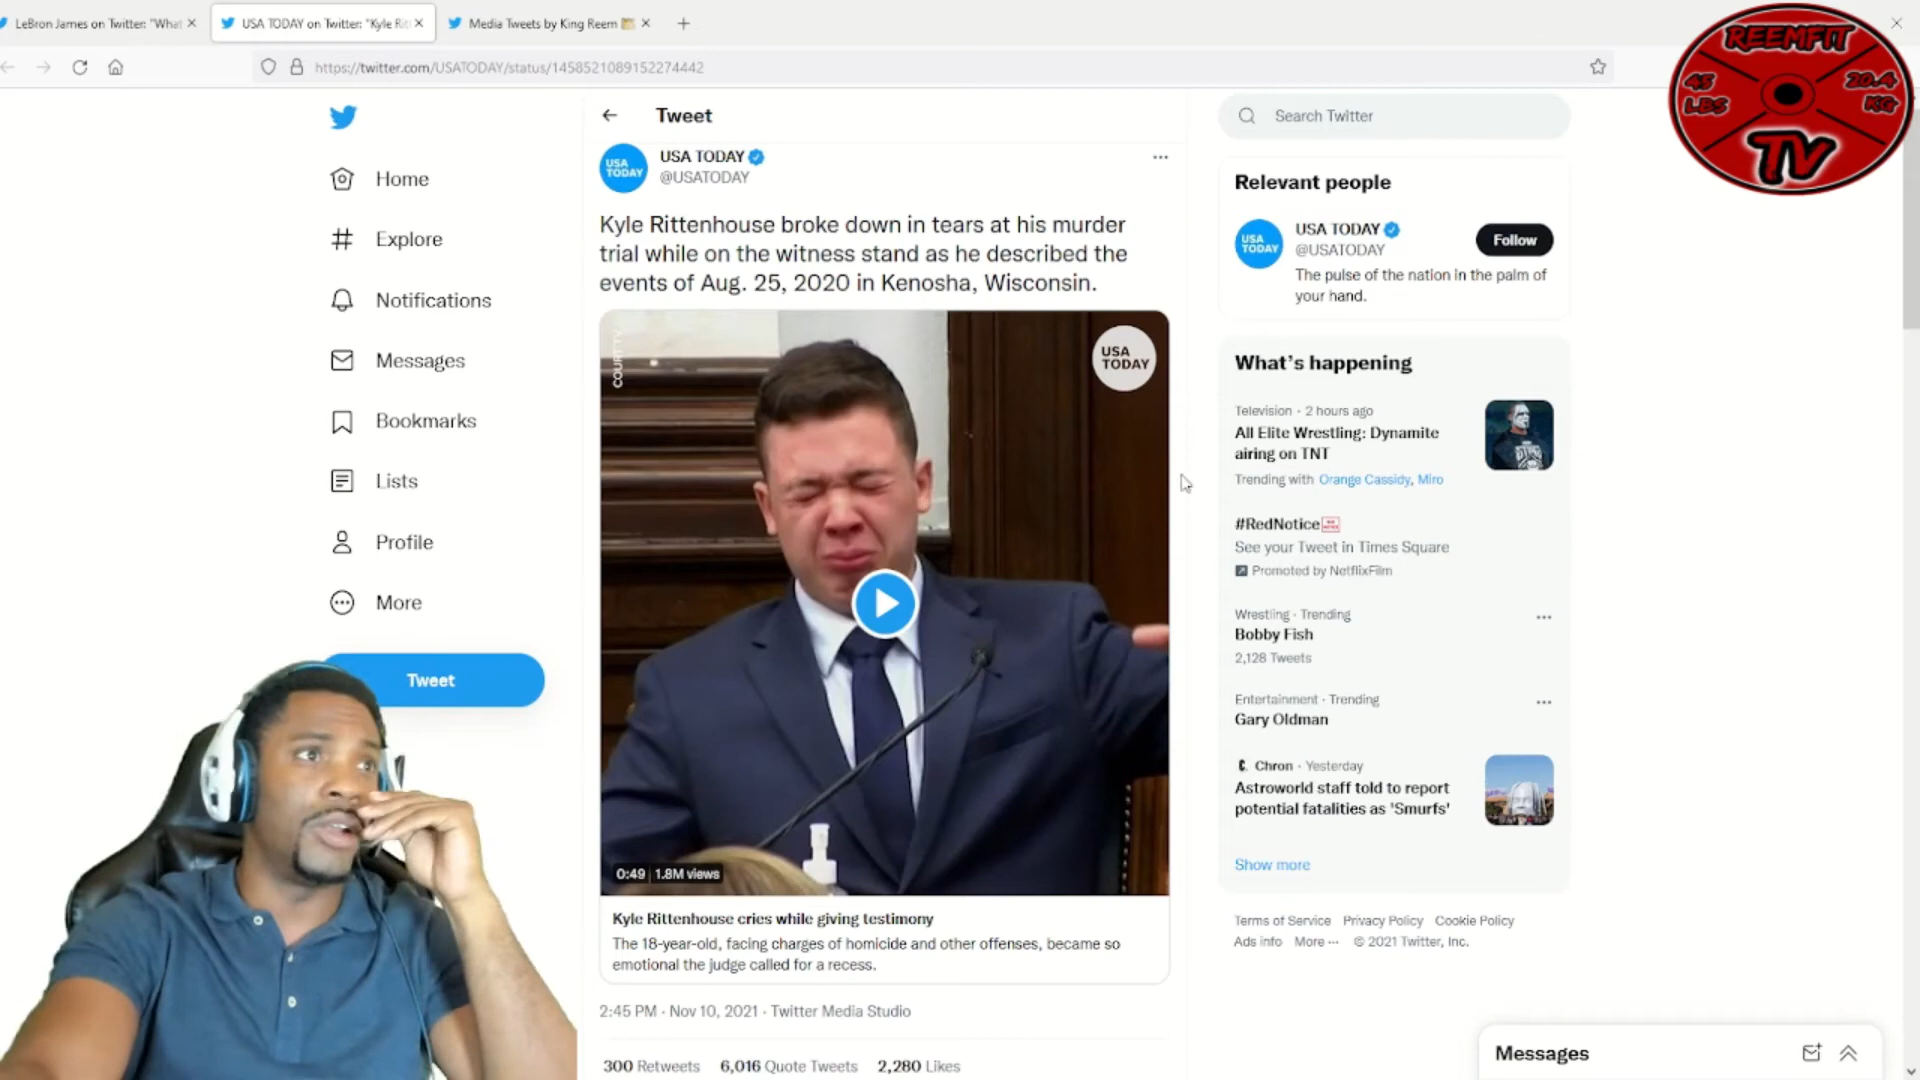 LeBron James on Twitter: "What
USA TODAY on Twitter: "Kyle Rit
Media Tweets by King Reem
https://twitter.com/USATODAY/status/1458521089152274442
REEMFIT
45 LBS
20.4 KG
TV
Home
Explore
Notifications
Messages
Bookmarks
Lists
Profile
More
Tweet
Tweet
USA TODAY
USA TODAY
@USATODAY
Kyle Rittenhouse broke down in tears at his murder
trial while on the witness stand as he described the
events of Aug. 25, 2020 in Kenosha, Wisconsin.
COURT TV
USA TODAY
0:49 1.8M views
Kyle Rittenhouse cries while giving testimony
The 18-year-old, facing charges of homicide and other offenses, became so
emotional the judge called for a recess.
2:45 PM · Nov 10, 2021 · Twitter Media Studio
300 Retweets 6,016 Quote Tweets 2,280 Likes
Search Twitter
Relevant people
USA TODAY
USA TODAY
@USATODAY
Follow
The pulse of the nation in the palm of
your hand.
What's happening
Television · 2 hours ago
All Elite Wrestling: Dynamite
airing on TNT
Trending with Orange Cassidy, Miro
#RedNotice
See your Tweet in Times Square
Promoted by NetflixFilm
Wrestling · Trending
Bobby Fish
2,128 Tweets
Entertainment · Trending
Gary Oldman
Chron · Yesterday
Astroworld staff told to report
potential fatalities as 'Smurfs'
Show more
Terms of Service Privacy Policy Cookie Policy
Ads info More ··· © 2021 Twitter, Inc.
Messages